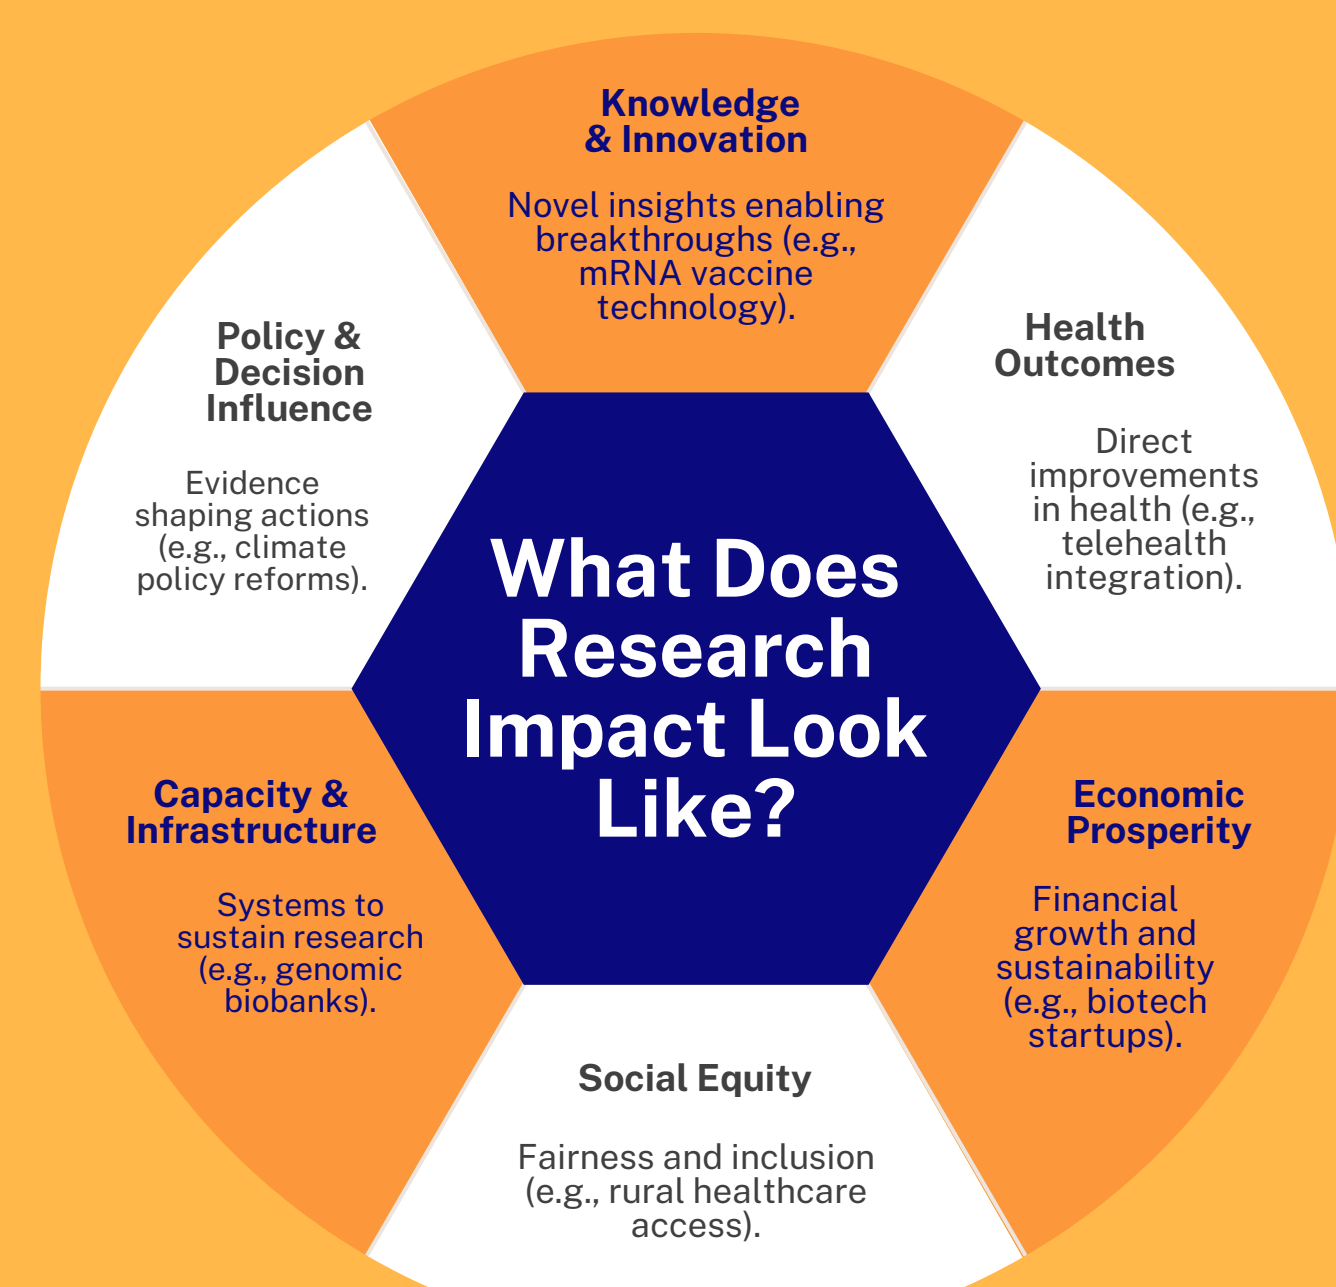 Knowledge
& Innovation
Novel insights enabling
breakthroughs (e.g.,
mRNA vaccine
technology).
Health
Outcomes
Direct
improvements
in health (e.g.,
telehealth
integration).
Economic
Prosperity
Financial
growth and
sustainability
(e.g., biotech
startups).
Social Equity
Fairness and inclusion
(e.g., rural healthcare
access).
Capacity &
Infrastructure
Systems to
sustain research
(e.g., genomic
biobanks).
Policy &
Decision
Influence
Evidence
shaping actions
(e.g., climate
policy reforms).
What Does
Research
Impact Look
Like?